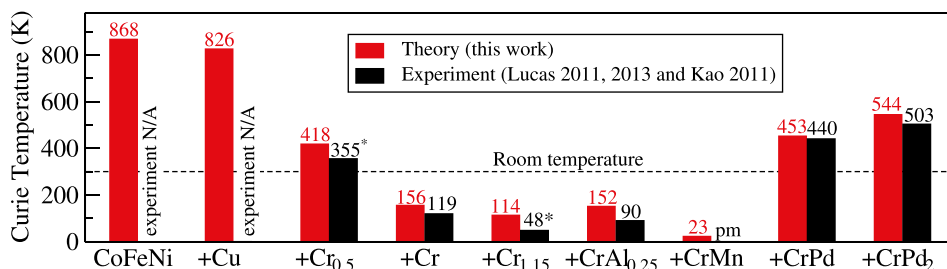 Curie Temperature (K)
800
600
400
200
0
868
826
418
355*
156
119
114
48*
152
90
23
pm
453
440
544
503
experiment N/A
experiment N/A
Theory (this work)
Experiment (Lucas 2011, 2013 and Kao 2011)
Room temperature
CoFeNi
+Cu
+Cr0.5
+Cr
+Cr1.15
+CrAl0.25
+CrMn
+CrPd
+CrPd2